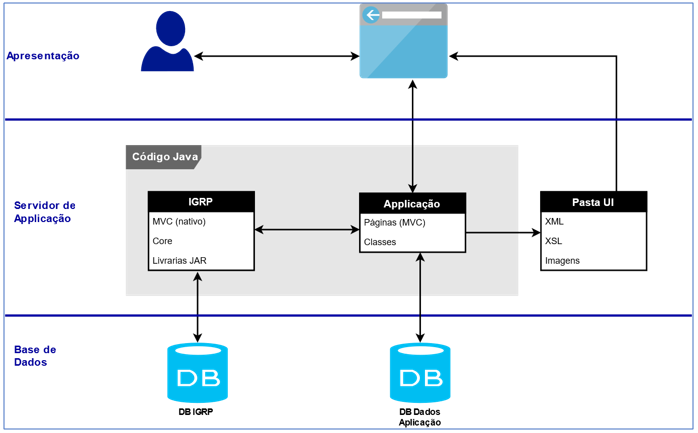 Apresentação
Código Java
Servidor de
Applicação
IGRP
MVC (nativo)
Core
Livrarias JAR
Applicação
Páginas (MVC)
Classes
Pasta UI
XML
XSL
Imagens
Base de
Dados
DB
DB IGRP
DB
DB Dados
Aplicação